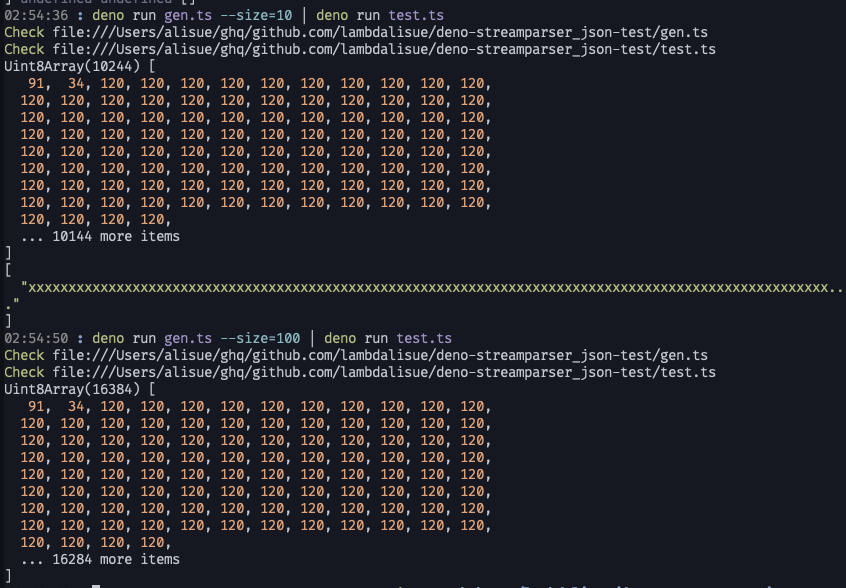 ] undefined undefined []
02:54:36 : deno run gen.ts --size=10 | deno run test.ts
Check file:///Users/alisue/ghq/github.com/lambdalisue/deno-streamparser_json-test/gen.ts
Check file:///Users/alisue/ghq/github.com/lambdalisue/deno-streamparser_json-test/test.ts
Uint8Array(10244) [
91, 34, 120, 120, 120, 120, 120, 120, 120, 120, 120, 120,
120, 120, 120, 120, 120, 120, 120, 120, 120, 120, 120, 120,
120, 120, 120, 120, 120, 120, 120, 120, 120, 120, 120, 120,
120, 120, 120, 120, 120, 120, 120, 120, 120, 120, 120, 120,
120, 120, 120, 120, 120, 120, 120, 120, 120, 120, 120, 120,
120, 120, 120, 120, 120, 120, 120, 120, 120, 120, 120, 120,
120, 120, 120, 120, 120, 120, 120, 120, 120, 120, 120, 120,
120, 120, 120, 120, 120, 120, 120, 120, 120, 120, 120, 120,
120, 120, 120, 120,
... 10144 more items
]
[
"xxxxxxxxxxxxxxxxxxxxxxxxxxxxxxxxxxxxxxxxxxxxxxxxxxxxxxxxxxxxxxxxxxxxxxxxxxxxxxxxxxxxxxxxxxxxxxxxxxxx..
."
]
02:54:50 : deno run gen.ts --size=100 | deno run test.ts
Check file:///Users/alisue/ghq/github.com/lambdalisue/deno-streamparser_json-test/gen.ts
Check file:///Users/alisue/ghq/github.com/lambdalisue/deno-streamparser_json-test/test.ts
Uint8Array(16384) [
91, 34, 120, 120, 120, 120, 120, 120, 120, 120, 120, 120,
120, 120, 120, 120, 120, 120, 120, 120, 120, 120, 120, 120,
120, 120, 120, 120, 120, 120, 120, 120, 120, 120, 120, 120,
120, 120, 120, 120, 120, 120, 120, 120, 120, 120, 120, 120,
120, 120, 120, 120, 120, 120, 120, 120, 120, 120, 120, 120,
120, 120, 120, 120, 120, 120, 120, 120, 120, 120, 120, 120,
120, 120, 120, 120, 120, 120, 120, 120, 120, 120, 120, 120,
120, 120, 120, 120, 120, 120, 120, 120, 120, 120, 120, 120,
120, 120, 120, 120,
... 16284 more items
]